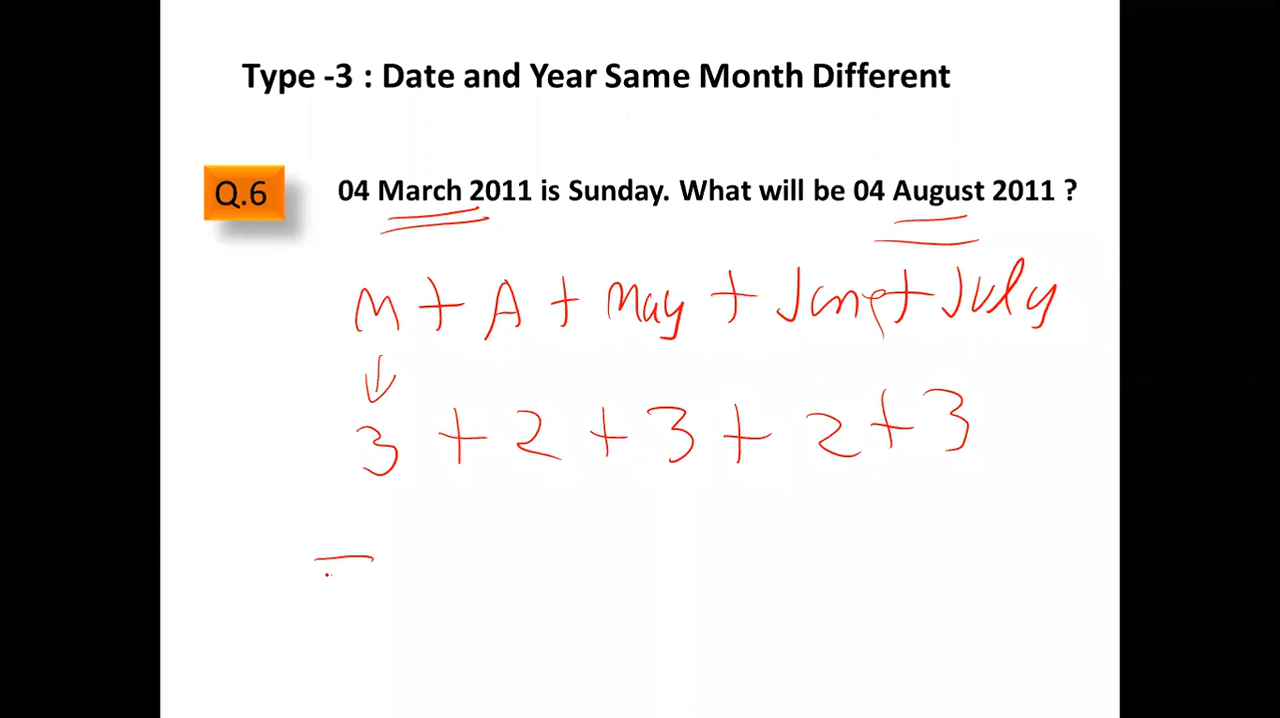 Type -3 : Date and Year Same Month Different
Q.6 04 March 2011 is Sunday. What will be 04 August 2011 ?
M + A + May + June + July
3 + 2 + 3 + 2 + 3